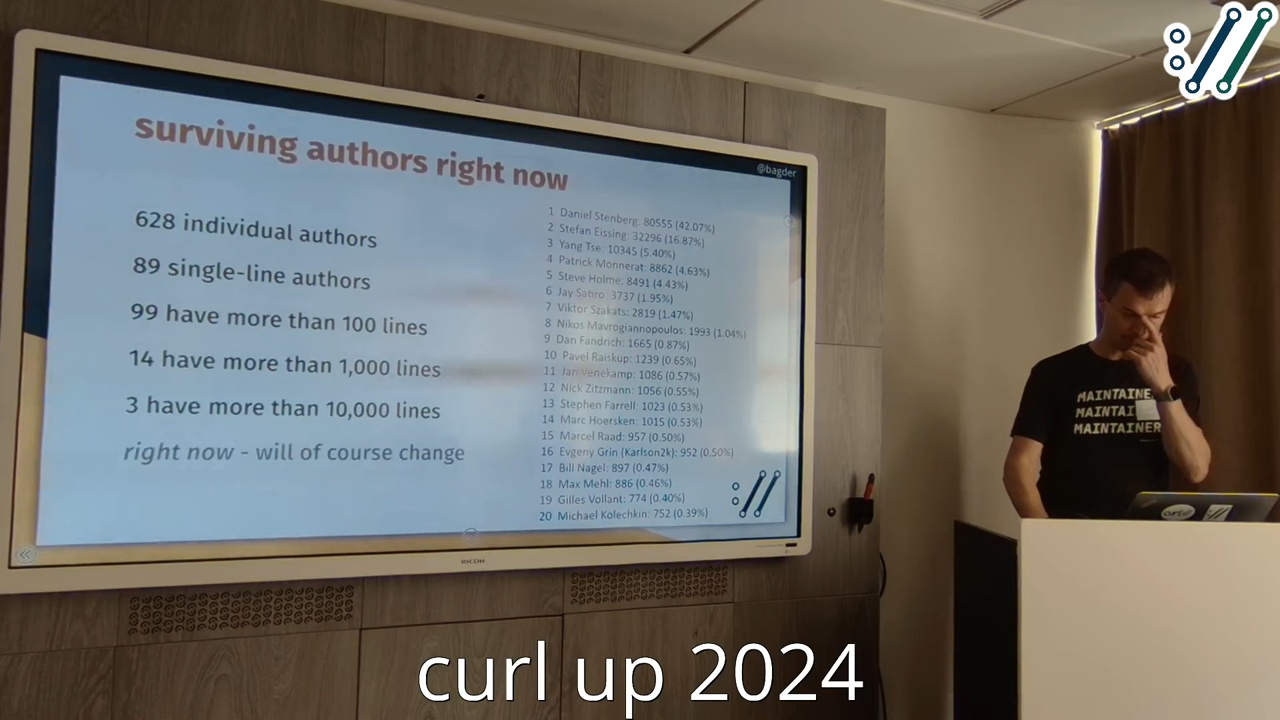 surviving authors right now
@bagder
628 individual authors
89 single-line authors
99 have more than 100 lines
14 have more than 1,000 lines
3 have more than 10,000 lines
right now - will of course change
1 Daniel Stenberg: 80555 (42.07%)
2 Stefan Eissing: 32296 (16.87%)
3 Yang Tse: 10345 (5.40%)
4 Patrick Monnerat: 8862 (4.63%)
5 Steve Holme: 8491 (4.43%)
6 Jay Satiro: 3737 (1.95%)
7 Viktor Szakats: 2819 (1.47%)
8 Nikos Mavrogiannopoulos: 1993 (1.04%)
9 Dan Fandrich: 1665 (0.87%)
10 Pavel Raiskup: 1239 (0.65%)
11 Jan Venekamp: 1086 (0.57%)
12 Nick Zitzmann: 1056 (0.55%)
13 Stephen Farrell: 1023 (0.53%)
14 Marc Hoersken: 1015 (0.53%)
15 Marcel Raad: 957 (0.50%)
16 Evgeny Grin (Karlson2k): 952 (0.50%)
17 Bill Nagel: 897 (0.47%)
18 Max Mehl: 886 (0.46%)
19 Gilles Vollant: 774 (0.40%)
20 Michael Kolechkin: 752 (0.39%)
RICOH
MAINTAINE
MAINTAI
MAINTAINER
curl
curl up 2024